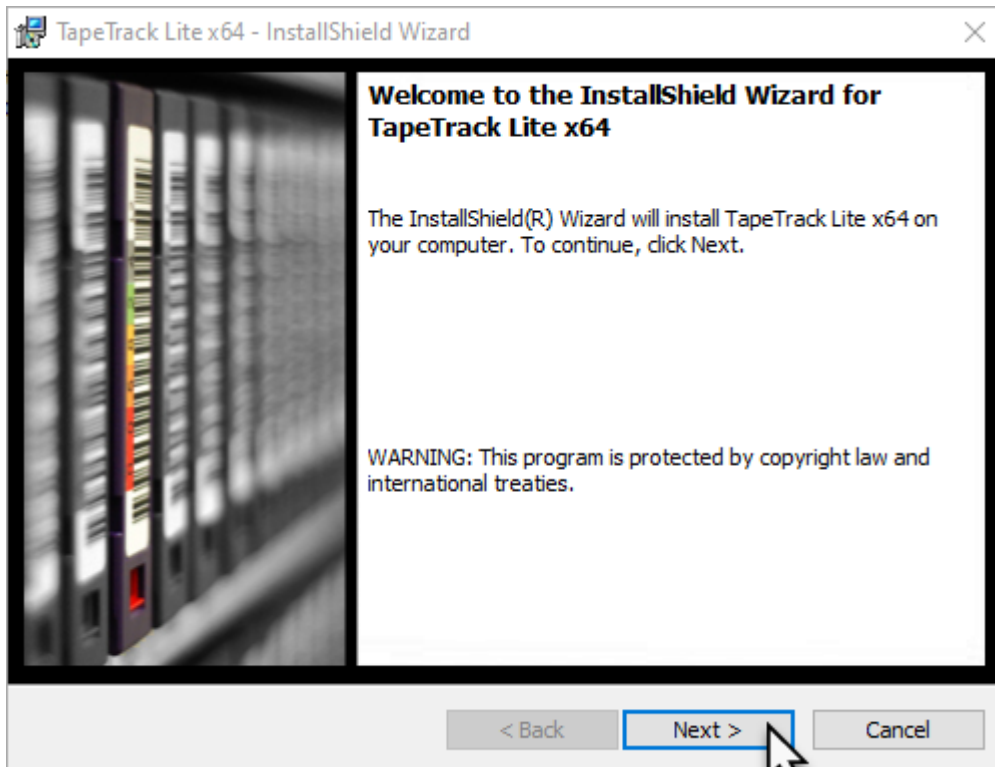 TapeTrack Lite x64 - InstallShield Wizard
Welcome to the InstallShield Wizard for
TapeTrack Lite x64
The InstallShield(R) Wizard will install TapeTrack Lite x64 on
your computer. To continue, click Next.
WARNING: This program is protected by copyright law and
international treaties.
< Back
Next >
Cancel